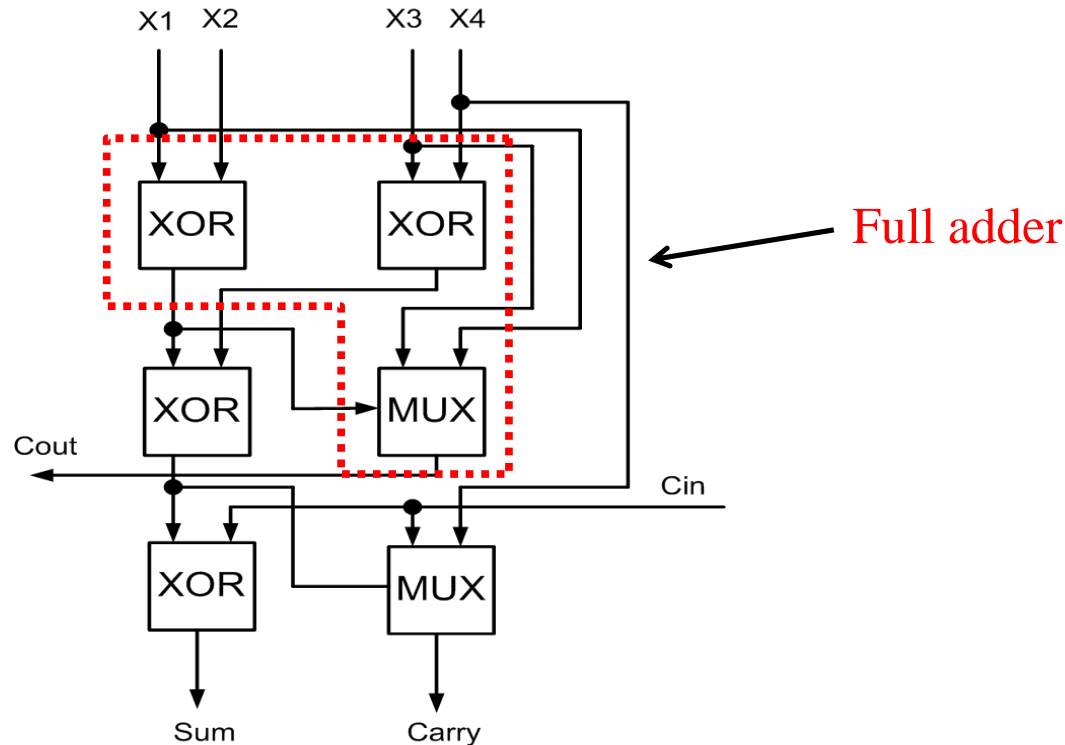 X1 X2 X3 X4
XOR XOR
Full adder
XOR MUX
Cout
Cin
XOR MUX
Sum Carry